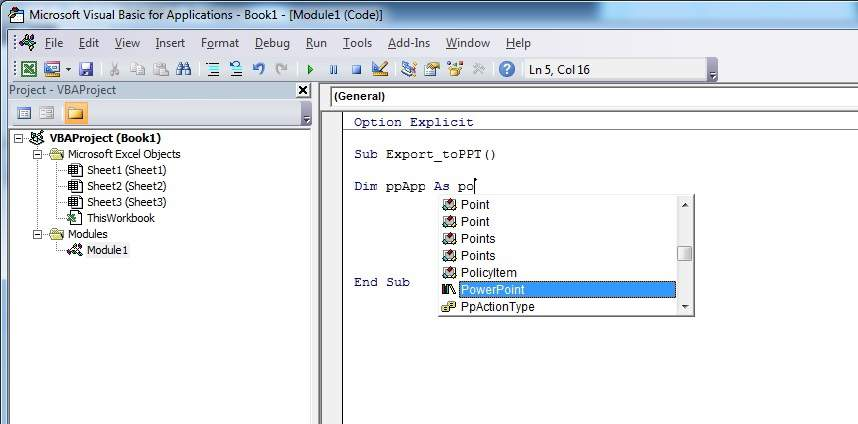 Microsoft Visual Basic for Applications - Book1 - [Module1 (Code)]
File Edit View Insert Format Debug Run Tools Add-Ins Window Help
Ln 5, Col 16
Project - VBAProject
VBAProject (Book1)
Microsoft Excel Objects
Sheet1 (Sheet1)
Sheet2 (Sheet2)
Sheet3 (Sheet3)
ThisWorkbook
Modules
Module1
(General)
Option Explicit
Sub Export_toPPT()
Dim ppApp As po
Point
Point
Points
Points
PolicyItem
PowerPoint
PpActionType
End Sub